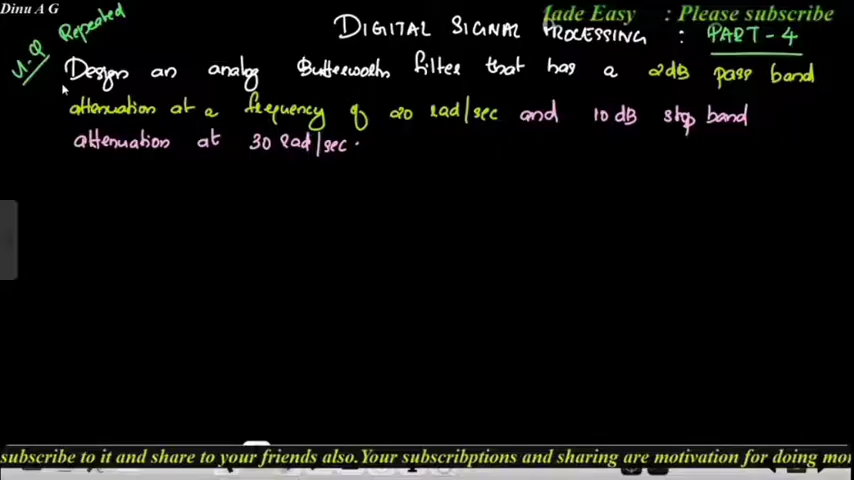 Dinu A G
Made Easy : Please subscribe
DIGITAL SIGNAL PROCESSING : PART-4
U.Q Repeated
Design an analog Butterworth filter that has a 2dB pass band
attenuation at a frequency of 20 rad/sec and 10 dB stop band
attenuation at 30 rad/sec.
subscribe to it and share to your friends also.Your subscribptions and sharing are motivation for doing mor